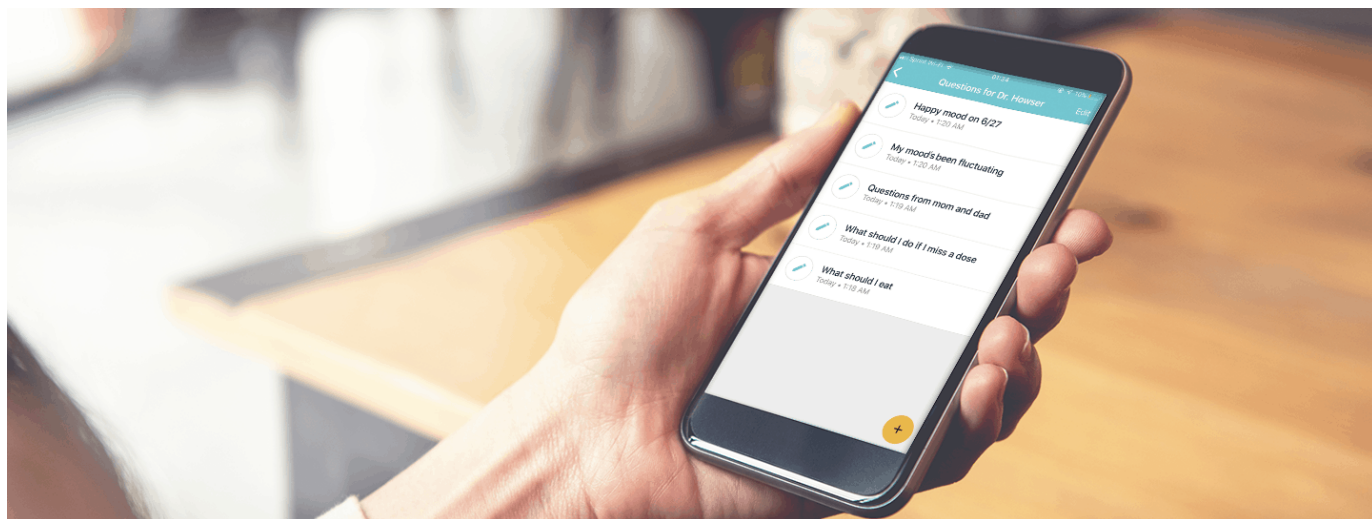 01:24
Questions for Dr. Howser
Edit
Happy mood on 6/27
Today • 1:20 AM
My mood's been fluctuating
Today • 1:20 AM
Questions from mom and dad
Today • 1:19 AM
What should I do if I miss a dose
Today • 1:19 AM
What should I eat
Today • 1:18 AM
+